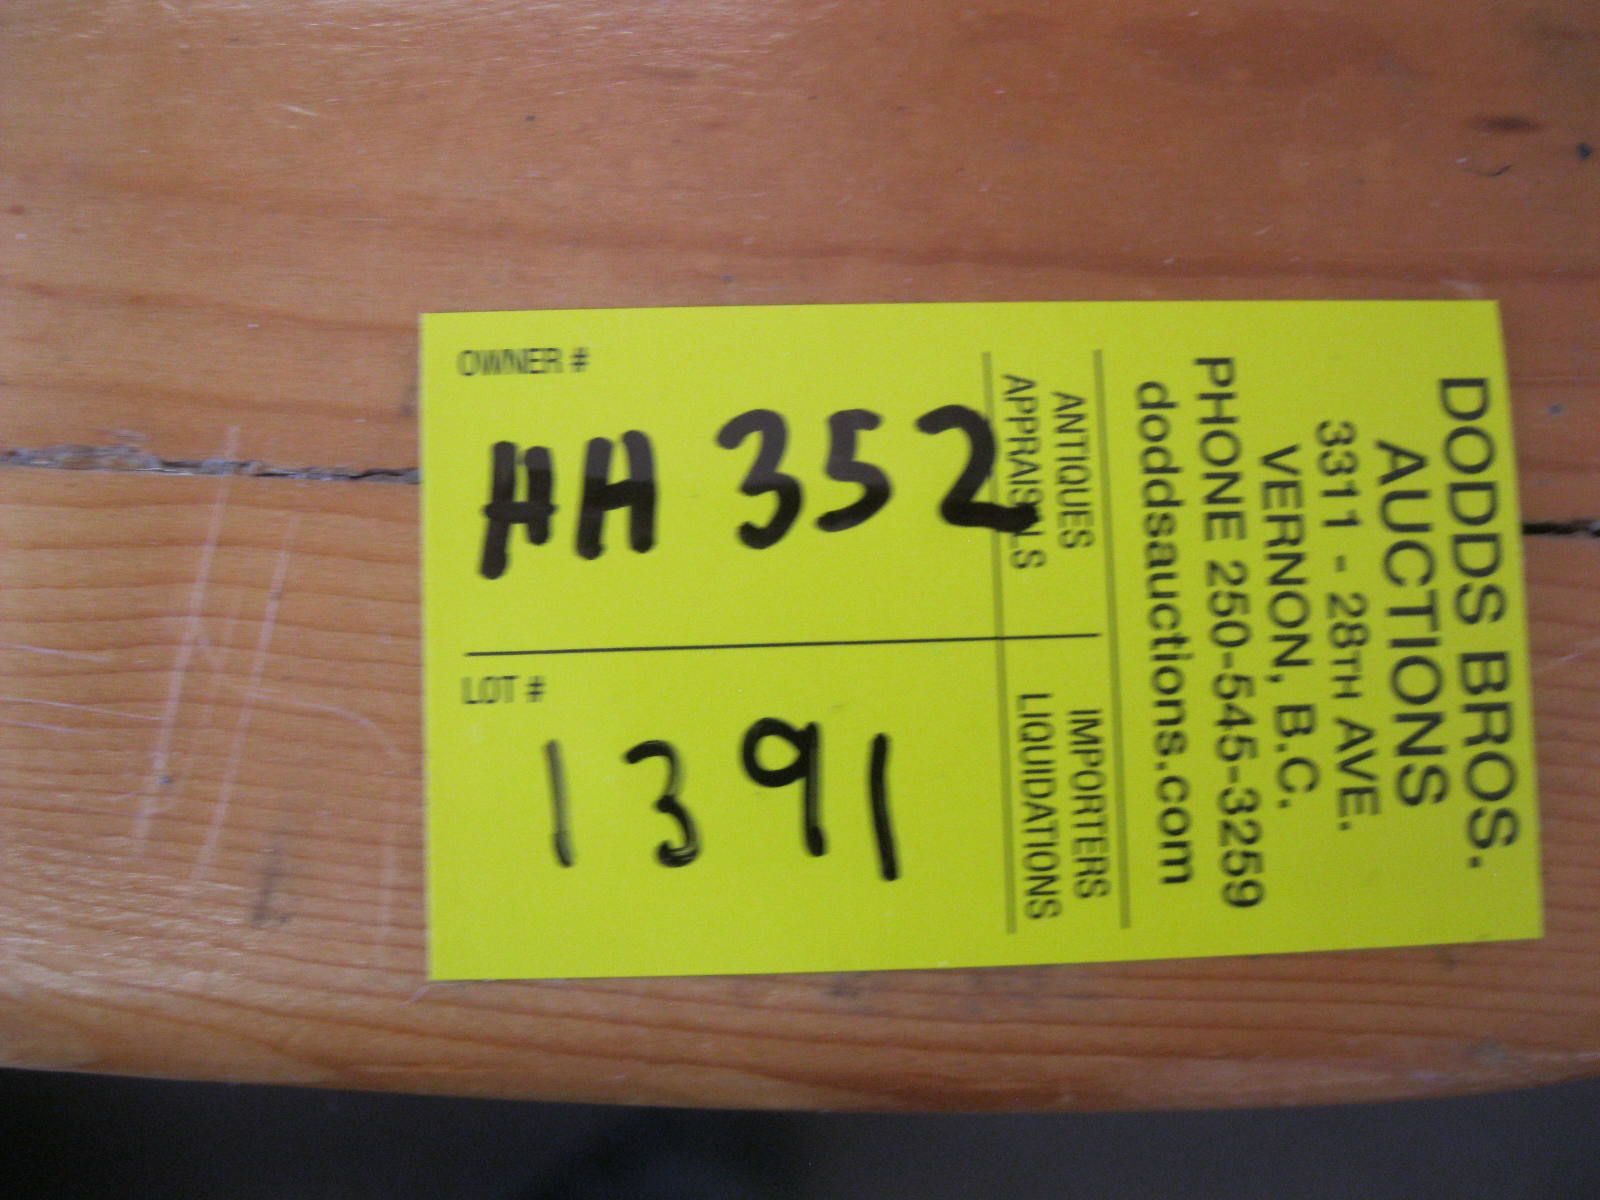 DODDS BROS.
AUCTIONS
3311 - 28TH AVE.
VERNON, B.C.
PHONE 250-545-3259
doddsauctions.com
ANTIQUES
APPRAISALS
IMPORTERS
LIQUIDATIONS
OWNER #
HH 352
LOT #
1391